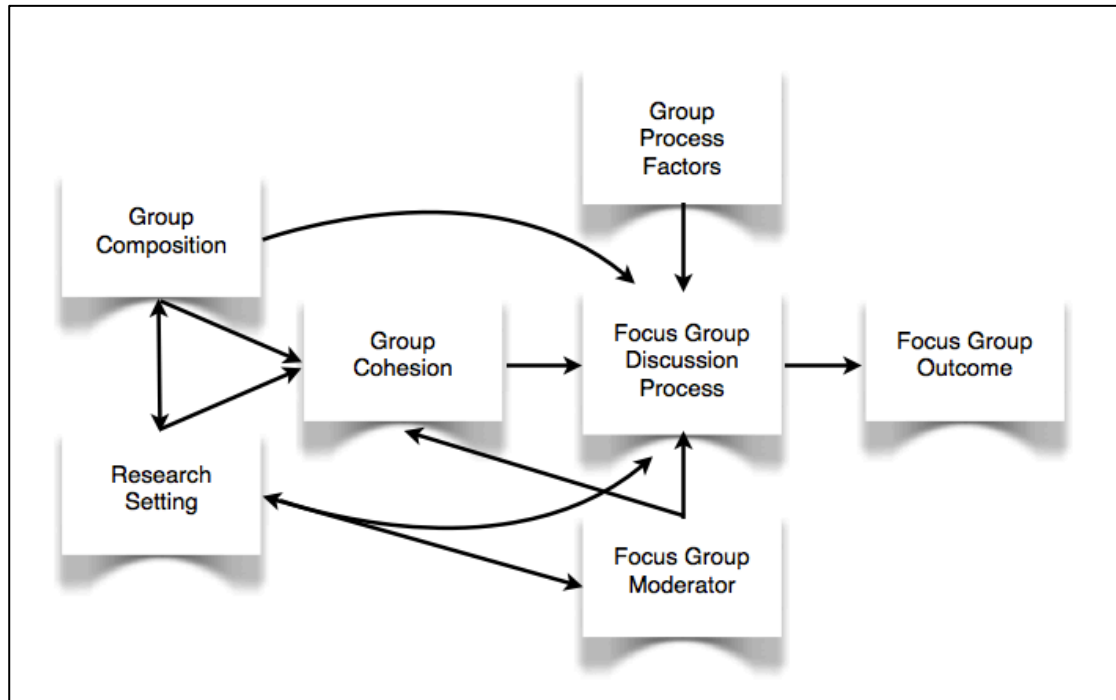 Group
Process
Factors
Group
Composition
Group
Cohesion
Focus Group
Discussion
Process
Focus Group
Outcome
Research
Setting
Focus Group
Moderator